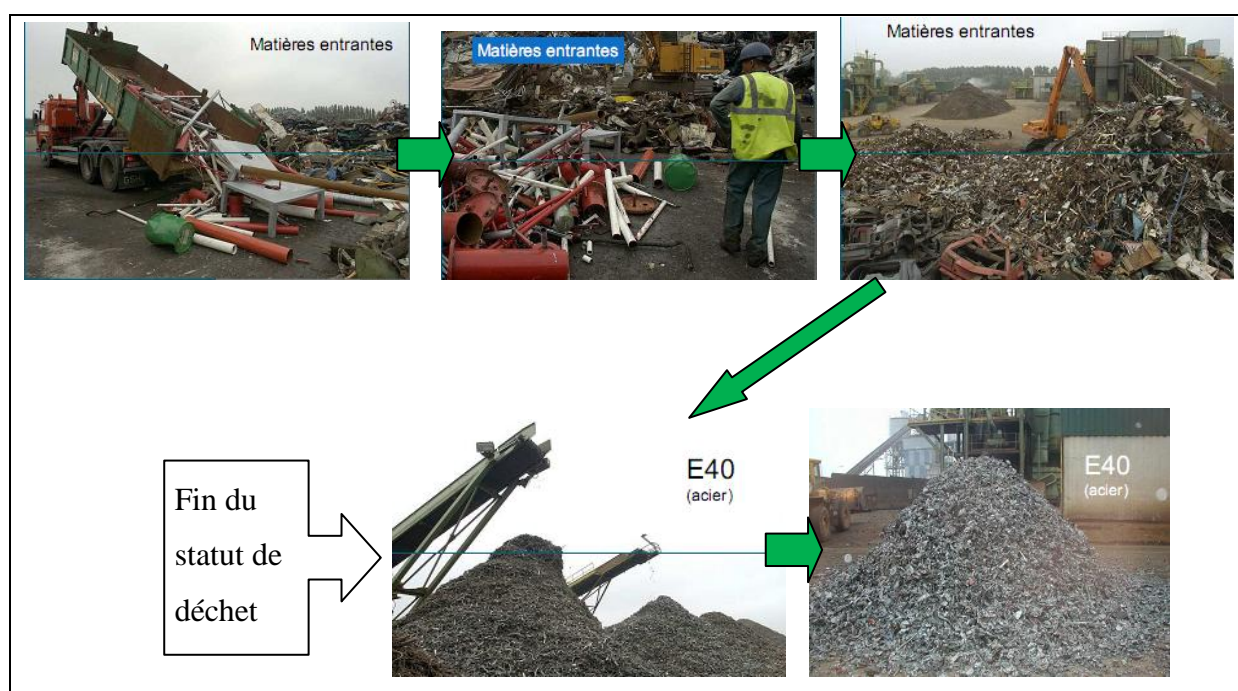 Matières entrantes
Matières entrantes
Matières entrantes
Fin du
statut de
déchet
E40
(acier)
E40
(acier)